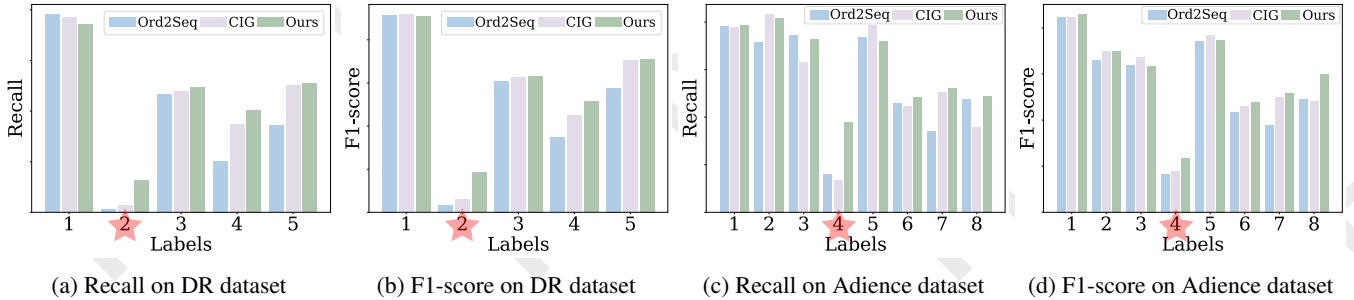 Ord2Seq CIG Ours
Recall
1 2 3 4 5
Labels
(a) Recall on DR dataset
Ord2Seq CIG Ours
F1-score
1 2 3 4 5
Labels
(b) F1-score on DR dataset
Ord2Seq CIG Ours
Recall
1 2 3 4 5 6 7 8
Labels
(c) Recall on Adience dataset
Ord2Seq CIG Ours
F1-score
1 2 3 4 5 6 7 8
Labels
(d) F1-score on Adience dataset